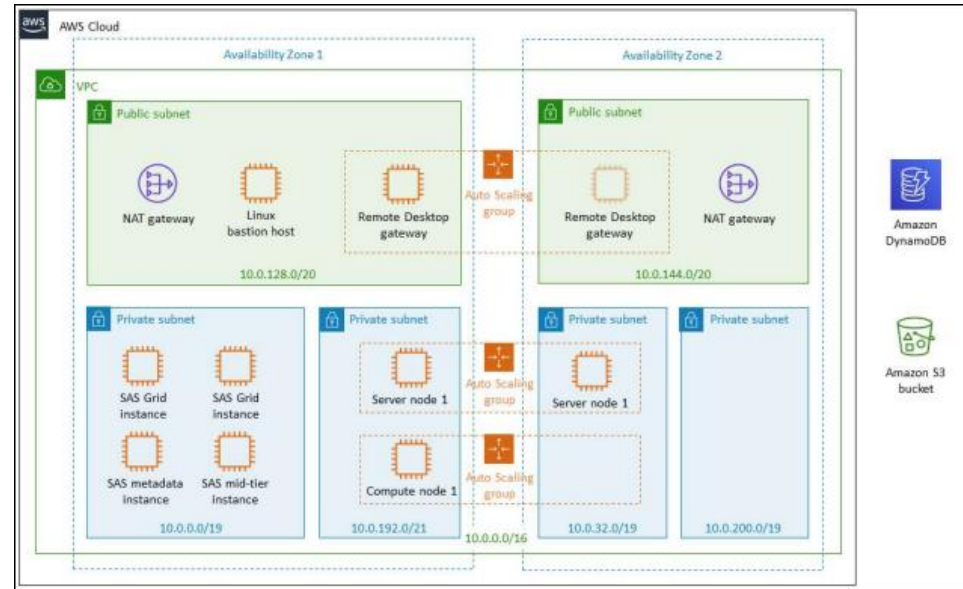 aws
AWS Cloud
Availability Zone 1
Availability Zone 2
VPC
Public subnet
Public subnet
NAT gateway
Linux
bastion host
Remote Desktop
gateway
Auto Scaling
group
Remote Desktop
gateway
NAT gateway
10.0.128.0/20
10.0.144.0/20
Amazon
DynamoDB
Private subnet
Private subnet
Private subnet
Private subnet
SAS Grid
instance
SAS Grid
instance
Server node 1
Auto Scaling
group
Server node 1
SAS metadata
instance
SAS mid-tier
instance
Compute node 1
Auto Scaling
group
10.0.0.0/19
10.0.192.0/21
10.0.0.0/16
10.0.32.0/19
10.0.200.0/19
Amazon S3
bucket